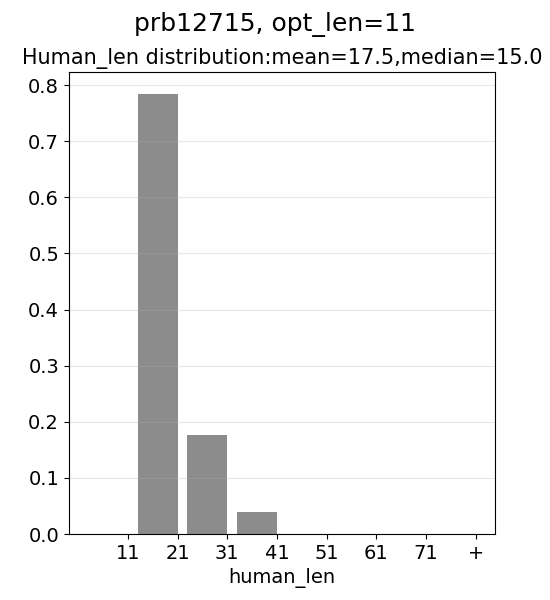 prb12715, opt_len=11
Human_len distribution:mean=17.5,median=15.0
0.8
0.7
0.6
0.5
0.4
0.3
0.2
0.1
0.0
11 21 31 41 51 61 71 +
human_len